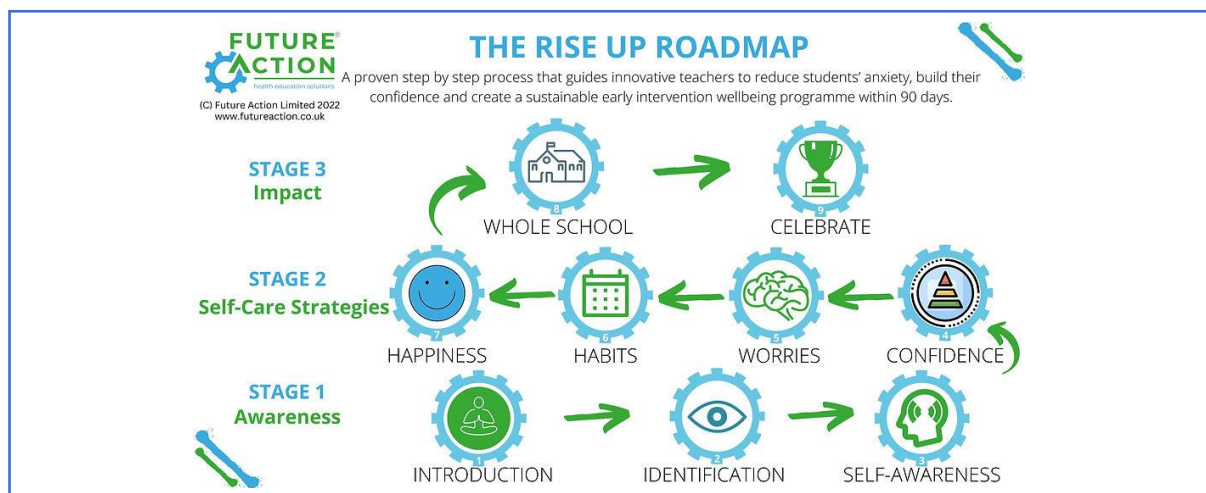 FUTURE®
ACTION
health education solutions
(C) Future Action Limited 2022
www.futureaction.co.uk
THE RISE UP ROADMAP
A proven step by step process that guides innovative teachers to reduce students' anxiety, build their
confidence and create a sustainable early intervention wellbeing programme within 90 days.
STAGE 3
Impact
8
WHOLE SCHOOL
9
CELEBRATE
STAGE 2
Self-Care Strategies
7
HAPPINESS
6
HABITS
5
WORRIES
4
CONFIDENCE
STAGE 1
Awareness
1
INTRODUCTION
2
IDENTIFICATION
3
SELF-AWARENESS